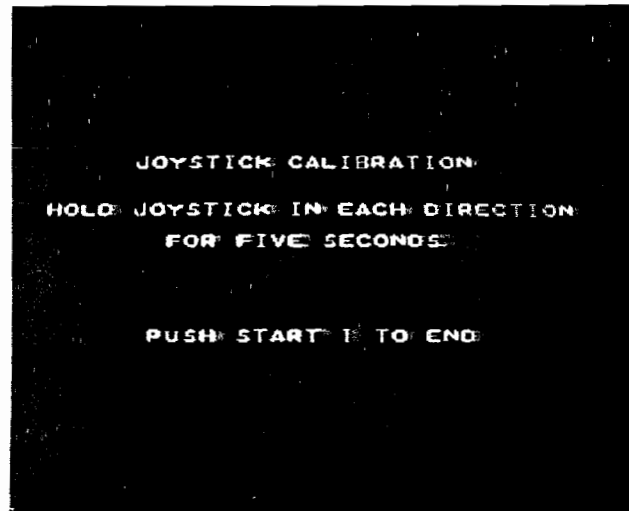 JOYSTICK CALIBRATION
HOLD JOYSTICK IN EACH DIRECTION
FOR FIVE SECONDS
PUSH START 1 TO END